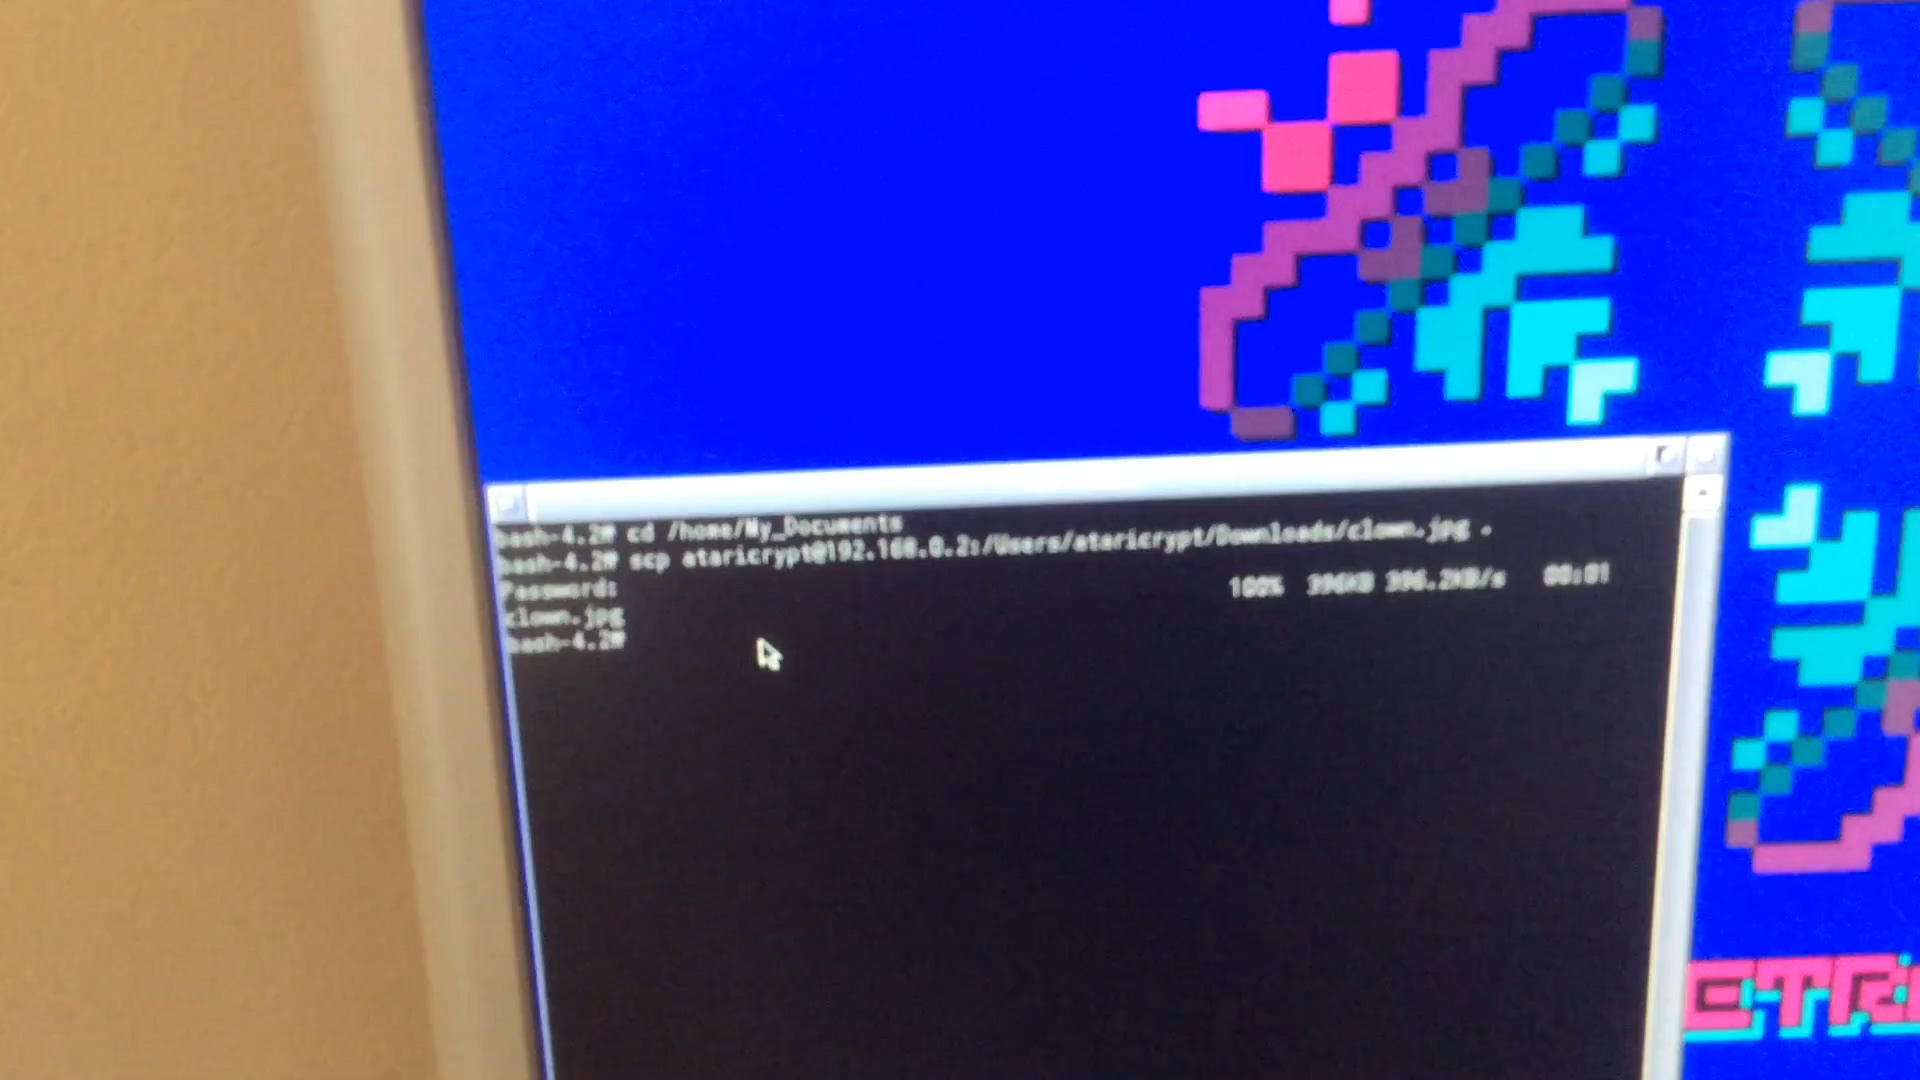 bash-4.2# cd /home/My_Documents
bash-4.2# scp ataricrypt@192.168.0.2:/Users/ataricrypt/Downloads/clown.jpg .
Password:
clown.jpg 100% 396KB 396.2KB/s 00:01
bash-4.2#
CTR